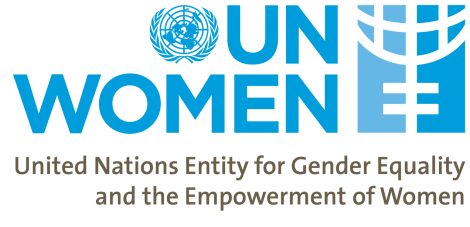 UN
WOMEN
United Nations Entity for Gender Equality
and the Empowerment of Women